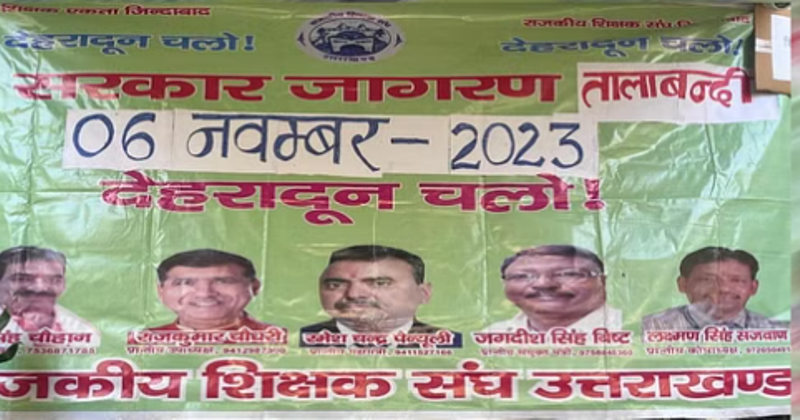 शिक्षक एकता जिन्दाबाद
राजकीय शिक्षक संघ
देहरादून चलो!
देहरादून चलो!
सरकार जागरण तालाबन्दी
06 नवम्बर - 2023
देहरादून चलो!
चौहान राजकुमार चौधरी रमेश चन्द्र पैन्युली जगदीश सिंह बिष्ट लक्ष्मण सिंह सजवाण
जकीय शिक्षक संघ उत्तराखण्ड